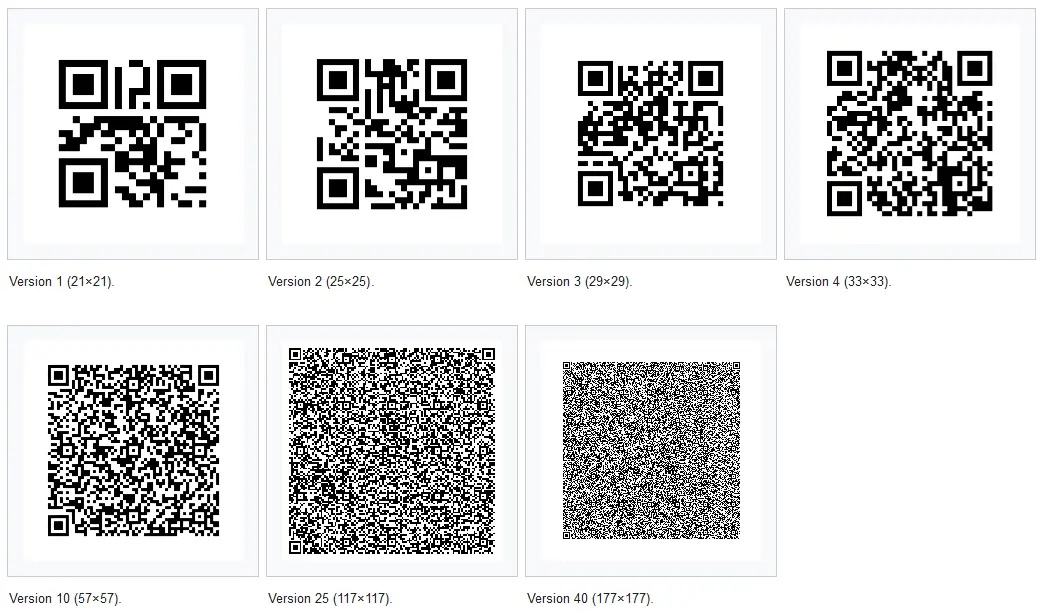 Version 1 (21×21).
Version 2 (25×25).
Version 3 (29×29).
Version 4 (33×33).
Version 10 (57×57).
Version 25 (117×117).
Version 40 (177×177).